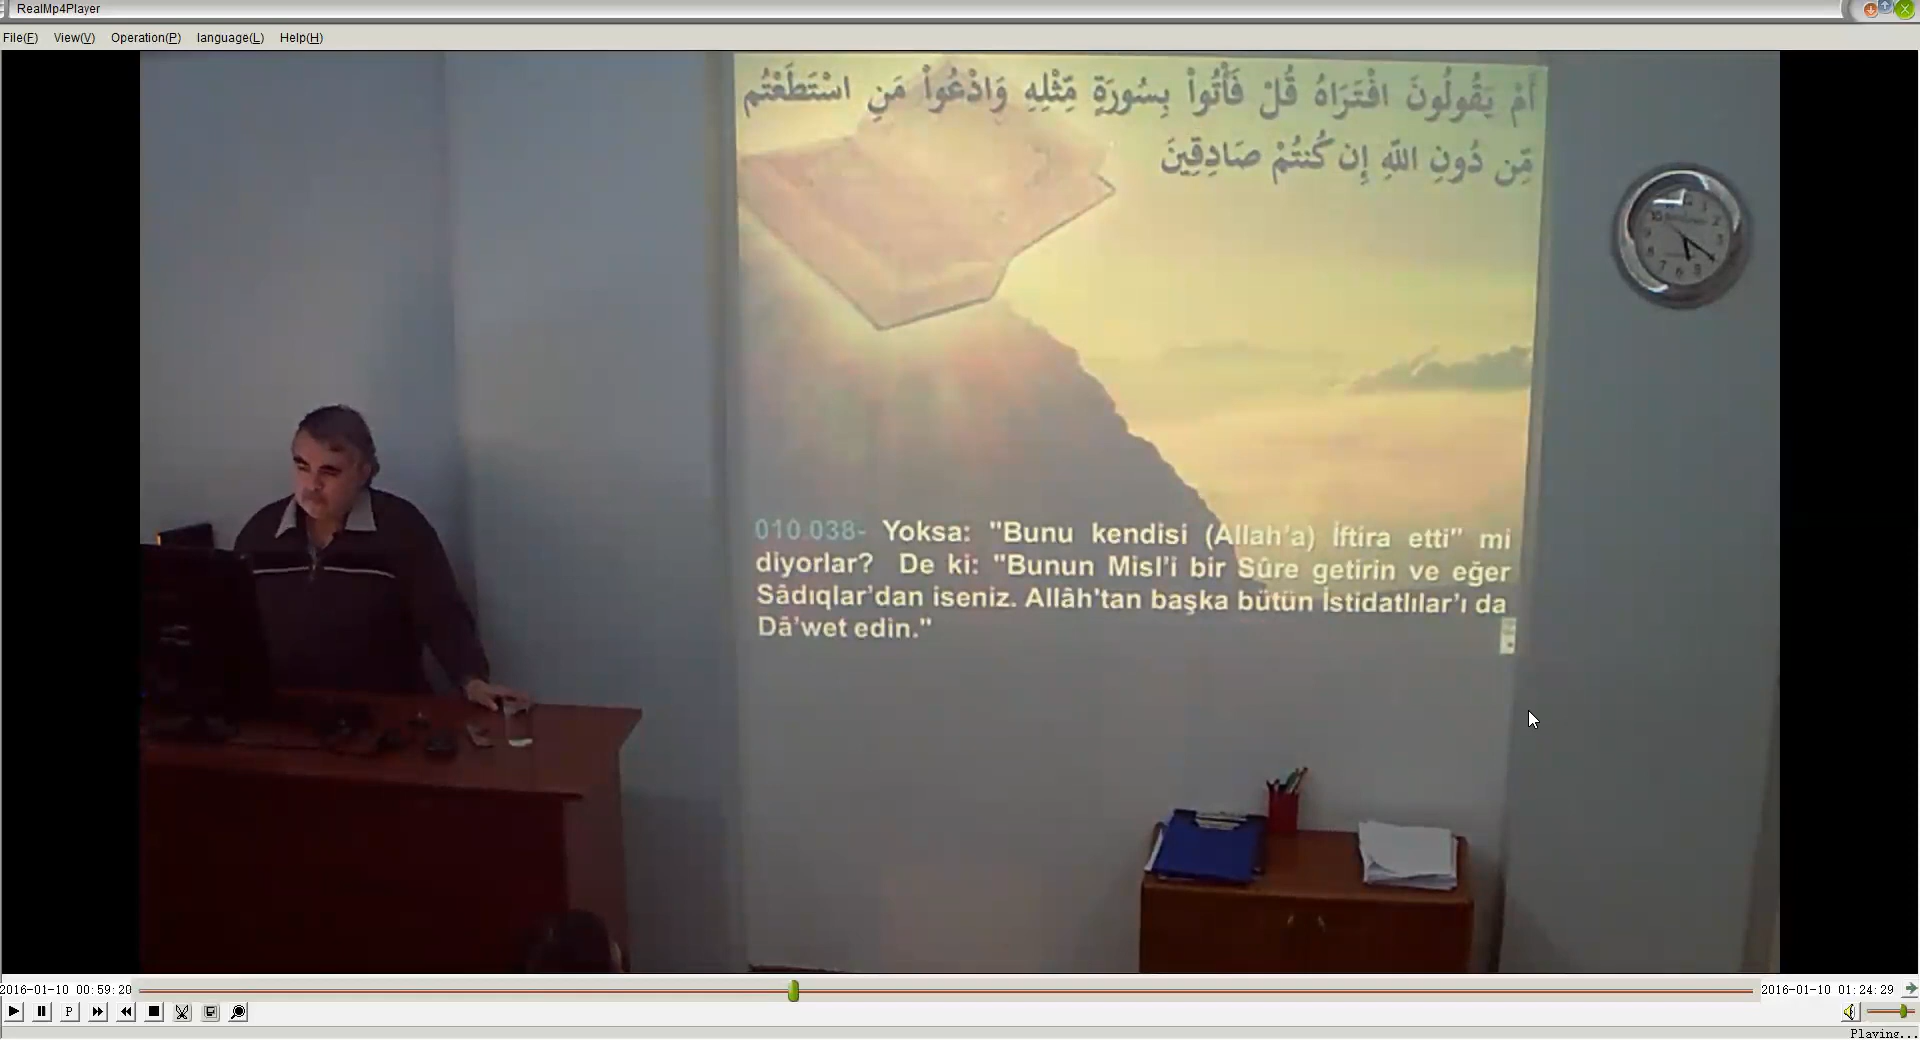 RealMp4Player
File(F) View(V) Operation(P) language(L) Help(H)
أَمْ يَقُولُونَ افْتَرَاهُ قُلْ فَأْتُواْ بِسُورَةٍ مِّثْلِهِ وَادْعُواْ مَنِ اسْتَطَعْتُم
مِّن دُونِ اللّهِ إِن كُنتُمْ صَادِقِينَ
010.038- Yoksa: "Bunu kendisi (Allah'a) İftira etti" mi
diyorlar? De ki: "Bunun Misl'i bir Sûre getirin ve eğer
Sâdıqlar'dan iseniz. Allâh'tan başka bütün İstidatlılar'ı da
Dâ'wet edin."
2016-01-10 00:59:20
2016-01-10 01:24:29
P
Playing...